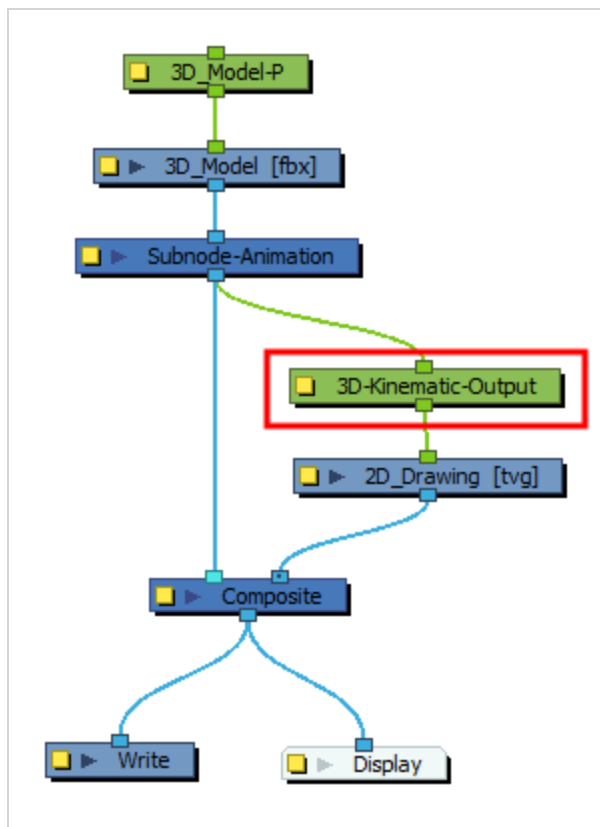 3D_Model-P
3D_Model [fbx]
Subnode-Animation
3D-Kinematic-Output
2D_Drawing [tvg]
Composite
Write
Display